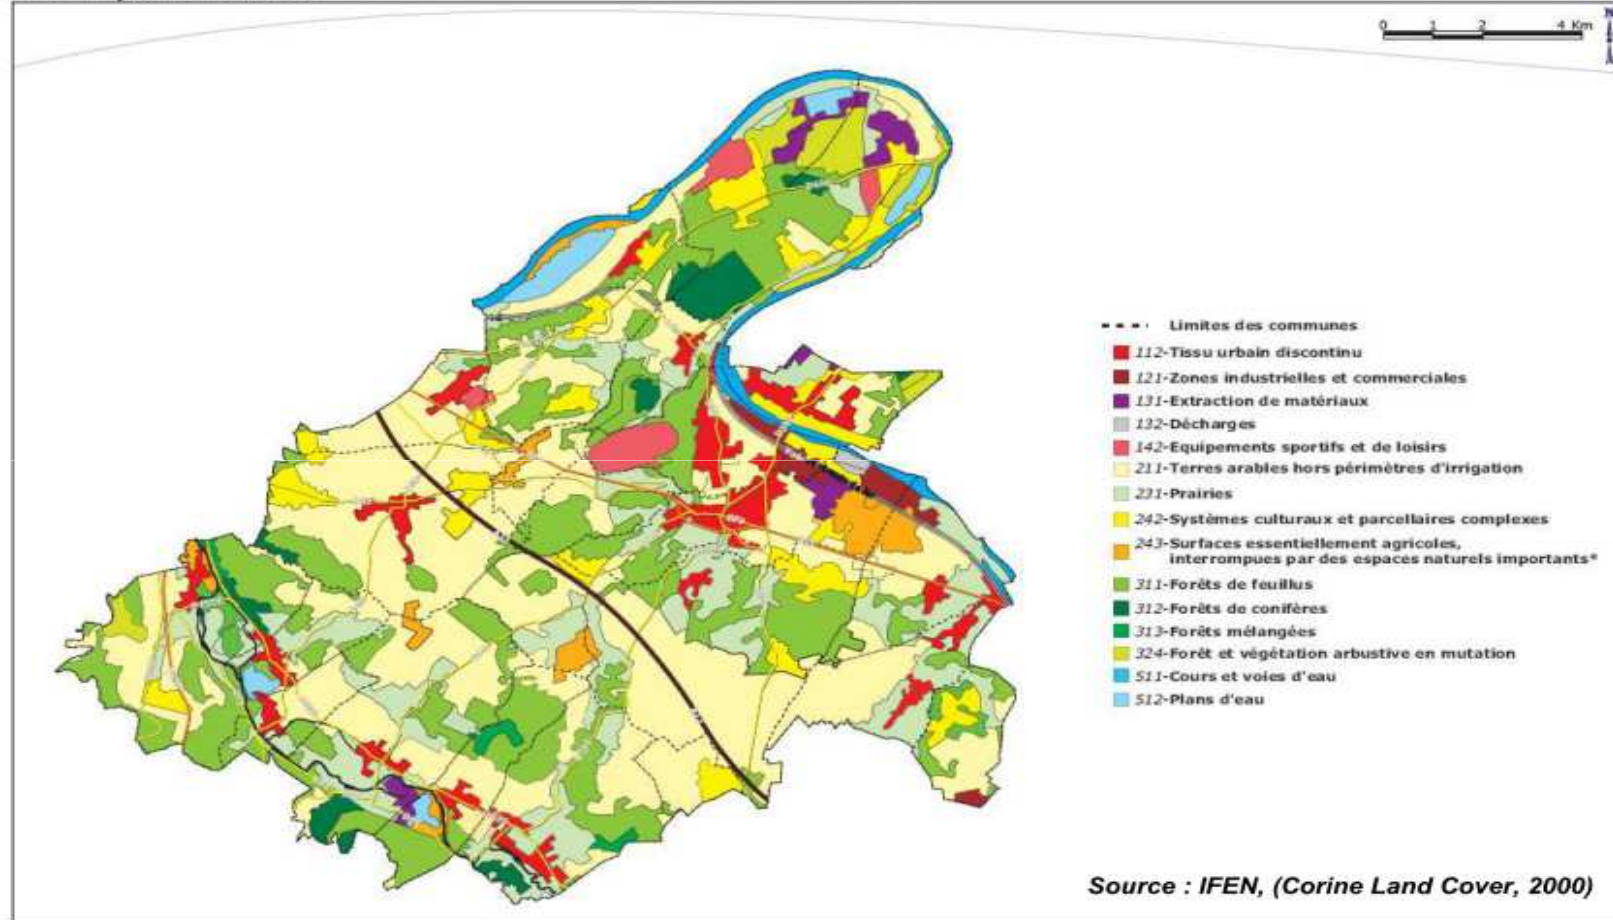 0 1 2 4 Km
N
Limites des communes
112-Tissu urbain discontinu
121-Zones industrielles et commerciales
131-Extraction de matériaux
132-Décharges
142-Equipements sportifs et de loisirs
211-Terres arables hors périmètres d'irrigation
231-Prairies
242-Systèmes culturaux et parcellaires complexes
243-Surfaces essentiellement agricoles,
interrompues par des espaces naturels importants*
311-Forêts de feuillus
312-Forêts de conifères
313-Forêts mélangées
324-Forêt et végétation arbustive en mutation
511-Cours et voies d'eau
512-Plans d'eau
Source : IFEN, (Corine Land Cover, 2000)